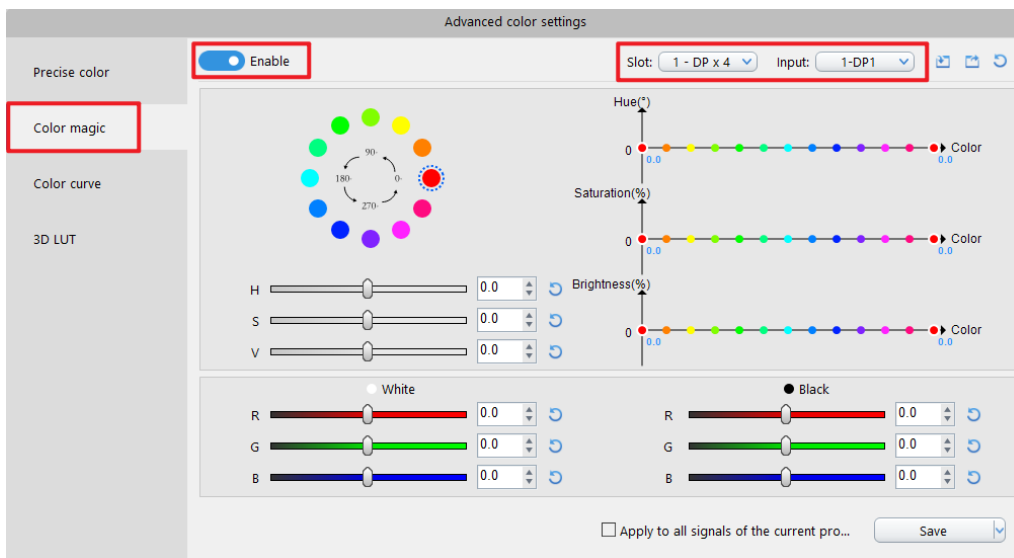 Advanced color settings
Precise color
Color magic
Color curve
3D LUT
Enable
Slot: 1 - DP x 4 Input: 1-DP1
90-
180- 0-
270-
Hue(°)
0 Color
0.0 0.0
Saturation(%)
0 Color
0.0 0.0
Brightness(%)
0 Color
0.0 0.0
H 0.0
S 0.0
V 0.0
White
R 0.0
G 0.0
B 0.0
Black
R 0.0
G 0.0
B 0.0
Apply to all signals of the current pro...
Save